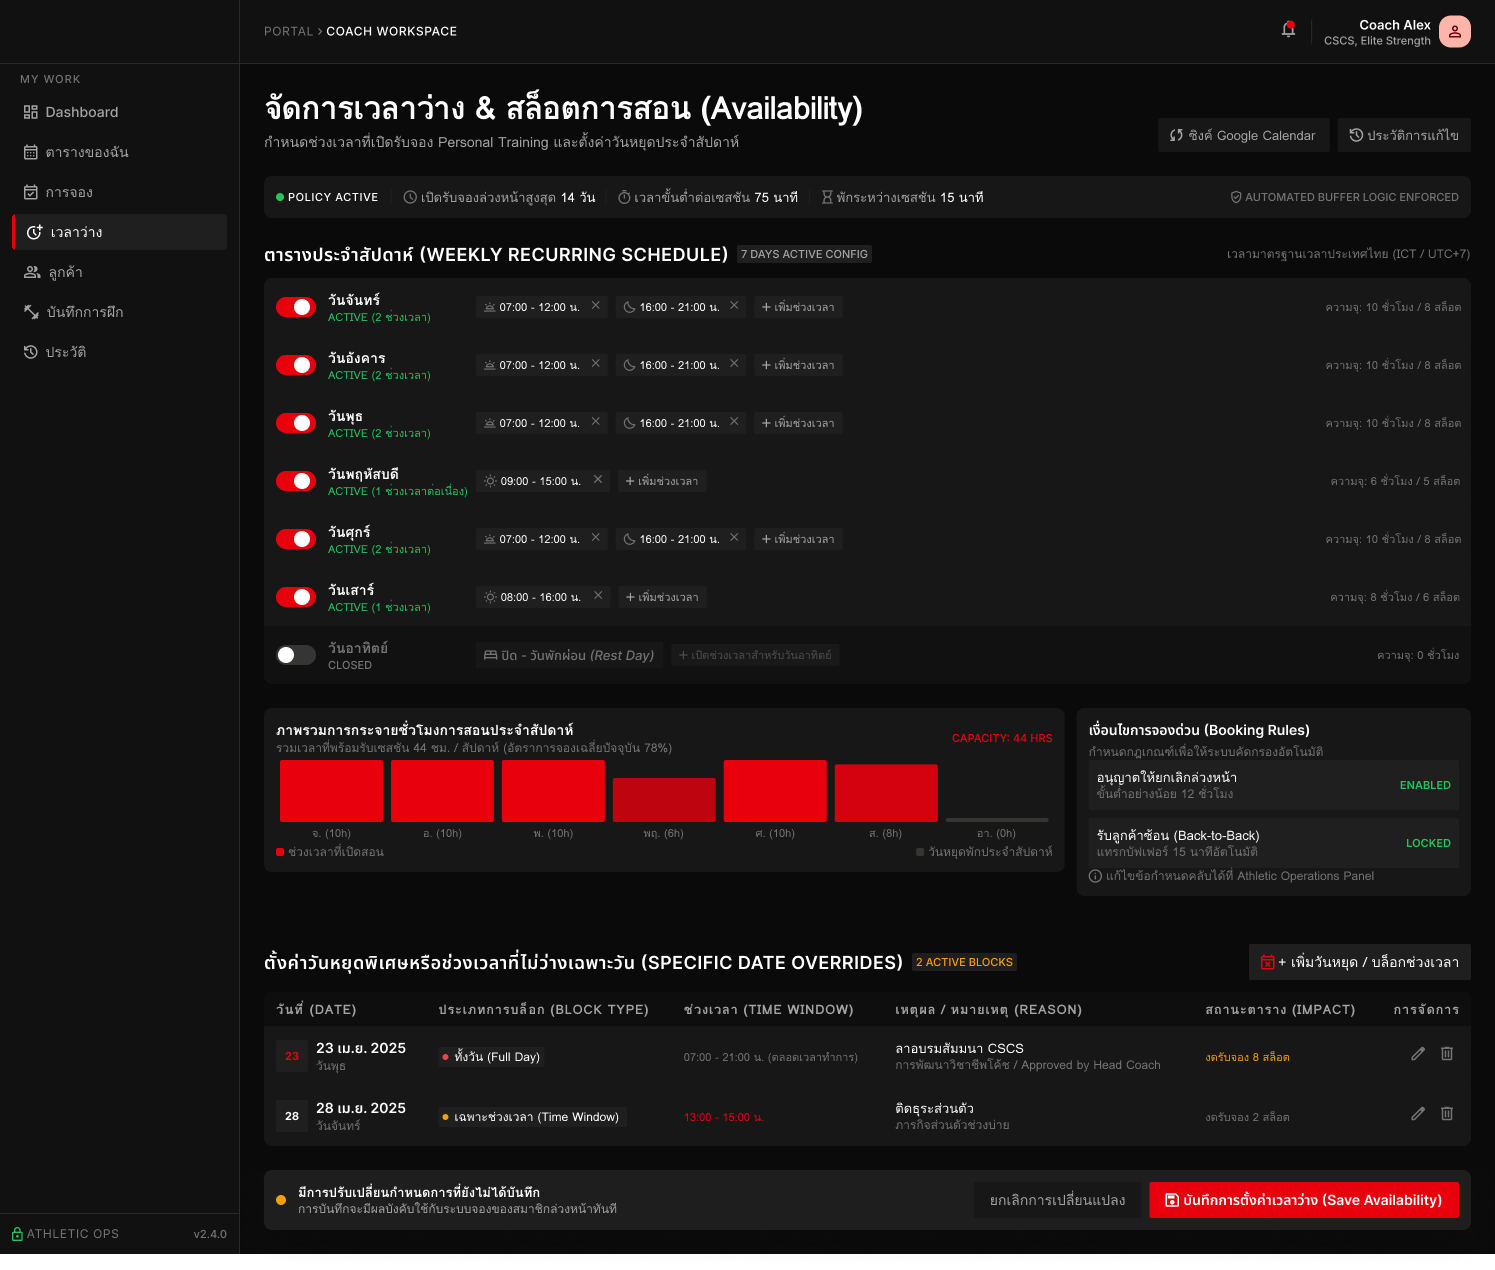 PORTAL > COACH WORKSPACE
Coach Alex
CSCS, Elite Strength
MY WORK
Dashboard
ตารางของฉัน
การจอง
เวลาว่าง
ลูกค้า
บันทึกการฝึก
ประวัติ
ATHLETIC OPS v2.4.0
จัดการเวลาว่าง & สล็อตการสอน (Availability)
กำหนดช่วงเวลาที่เปิดรับจอง Personal Training และตั้งค่าวันหยุดประจำสัปดาห์
ซิงค์ Google Calendar
ประวัติการแก้ไข
POLICY ACTIVE
เปิดรับจองล่วงหน้าสูงสุด 14 วัน
เวลาขั้นต่ำต่อเซสชัน 75 นาที
พักระหว่างเซสชัน 15 นาที
AUTOMATED BUFFER LOGIC ENFORCED
ตารางประจำสัปดาห์ (WEEKLY RECURRING SCHEDULE) 7 DAYS ACTIVE CONFIG
เวลามาตรฐานเวลาประเทศไทย (ICT / UTC+7)
วันจันทร์
ACTIVE (2 ช่วงเวลา)
07:00 - 12:00 น. × 16:00 - 21:00 น. × + เพิ่มช่วงเวลา
ความจุ: 10 ชั่วโมง / 8 สล็อต
วันอังคาร
ACTIVE (2 ช่วงเวลา)
07:00 - 12:00 น. × 16:00 - 21:00 น. × + เพิ่มช่วงเวลา
ความจุ: 10 ชั่วโมง / 8 สล็อต
วันพุธ
ACTIVE (2 ช่วงเวลา)
07:00 - 12:00 น. × 16:00 - 21:00 น. × + เพิ่มช่วงเวลา
ความจุ: 10 ชั่วโมง / 8 สล็อต
วันพฤหัสบดี
ACTIVE (1 ช่วงเวลาต่อเนื่อง)
09:00 - 15:00 น. × + เพิ่มช่วงเวลา
ความจุ: 6 ชั่วโมง / 5 สล็อต
วันศุกร์
ACTIVE (2 ช่วงเวลา)
07:00 - 12:00 น. × 16:00 - 21:00 น. × + เพิ่มช่วงเวลา
ความจุ: 10 ชั่วโมง / 8 สล็อต
วันเสาร์
ACTIVE (1 ช่วงเวลา)
08:00 - 16:00 น. × + เพิ่มช่วงเวลา
ความจุ: 8 ชั่วโมง / 6 สล็อต
วันอาทิตย์
CLOSED
ปิด - วันพักผ่อน (Rest Day) + เปิดช่วงเวลาสำหรับวันอาทิตย์
ความจุ: 0 ชั่วโมง
ภาพรวมการกระจายชั่วโมงการสอนประจำสัปดาห์
รวมเวลาที่พร้อมรับเซสชัน 44 ชม. / สัปดาห์ (อัตราการจองเฉลี่ยปัจจุบัน 78%)
CAPACITY: 44 HRS
จ. (10h) อ. (10h) พ. (10h) พฤ. (6h) ศ. (10h) ส. (8h) อา. (0h)
ช่วงเวลาที่เปิดสอน วันหยุดพักประจำสัปดาห์
เงื่อนไขการจองด่วน (Booking Rules)
กำหนดกฎเกณฑ์เพื่อให้ระบบคัดกรองอัตโนมัติ
อนุญาตให้ยกเลิกล่วงหน้า
ขั้นต่ำอย่างน้อย 12 ชั่วโมง
ENABLED
รับลูกค้าซ้อน (Back-to-Back)
แทรกบัฟเฟอร์ 15 นาทีอัตโนมัติ
LOCKED
แก้ไขข้อกำหนดคลับได้ที่ Athletic Operations Panel
ตั้งค่าวันหยุดพิเศษหรือช่วงเวลาที่ไม่ว่างเฉพาะวัน (SPECIFIC DATE OVERRIDES) 2 ACTIVE BLOCKS
+ เพิ่มวันหยุด / บล็อกช่วงเวลา
วันที่ (DATE) ประเภทการบล็อก (BLOCK TYPE) ช่วงเวลา (TIME WINDOW) เหตุผล / หมายเหตุ (REASON) สถานะตาราง (IMPACT) การจัดการ
23 23 เม.ย. 2025
วันพุธ
ทั้งวัน (Full Day)
07:00 - 21:00 น. (ตลอดเวลาทำการ)
ลาอบรมสัมมนา CSCS
การพัฒนาวิชาชีพโค้ช / Approved by Head Coach
งดรับจอง 8 สล็อต
28 28 เม.ย. 2025
วันจันทร์
เฉพาะช่วงเวลา (Time Window)
13:00 - 15:00 น.
ติดธุระส่วนตัว
ภารกิจส่วนตัวช่วงบ่าย
งดรับจอง 2 สล็อต
มีการปรับเปลี่ยนกำหนดการที่ยังไม่ได้บันทึก
การบันทึกจะมีผลบังคับใช้กับระบบจองของสมาชิกล่วงหน้าทันที
ยกเลิกการเปลี่ยนแปลง
บันทึกการตั้งค่าเวลาว่าง (Save Availability)